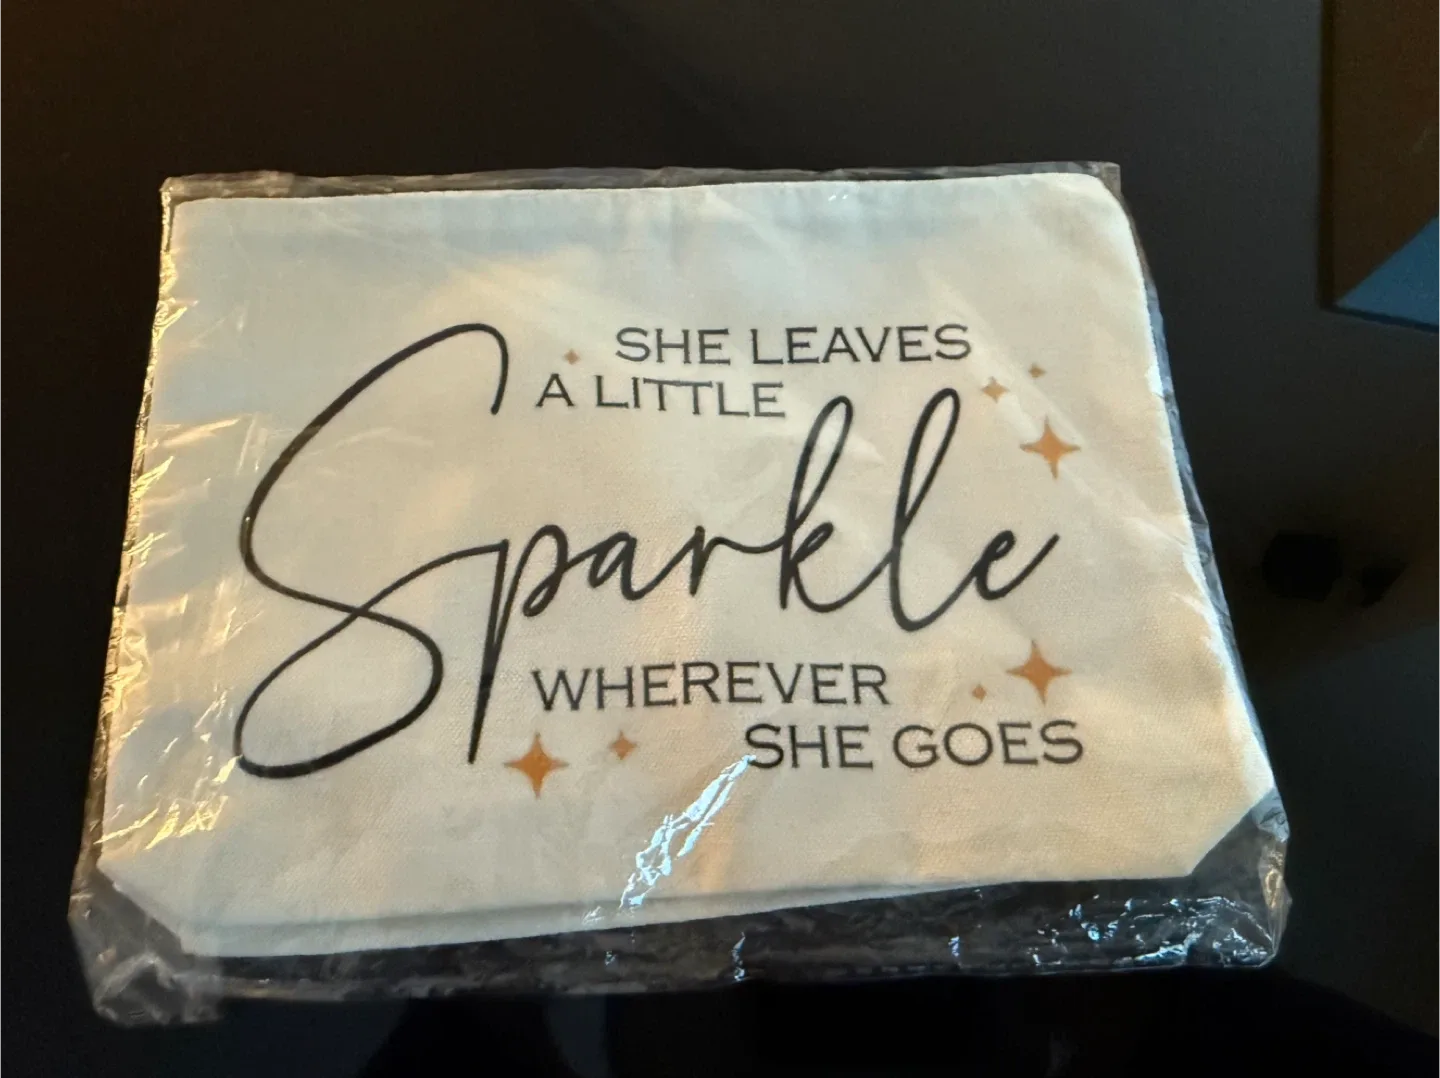 SHE LEAVES
A LITTLE
Sparkle
WHEREVER
SHE GOES